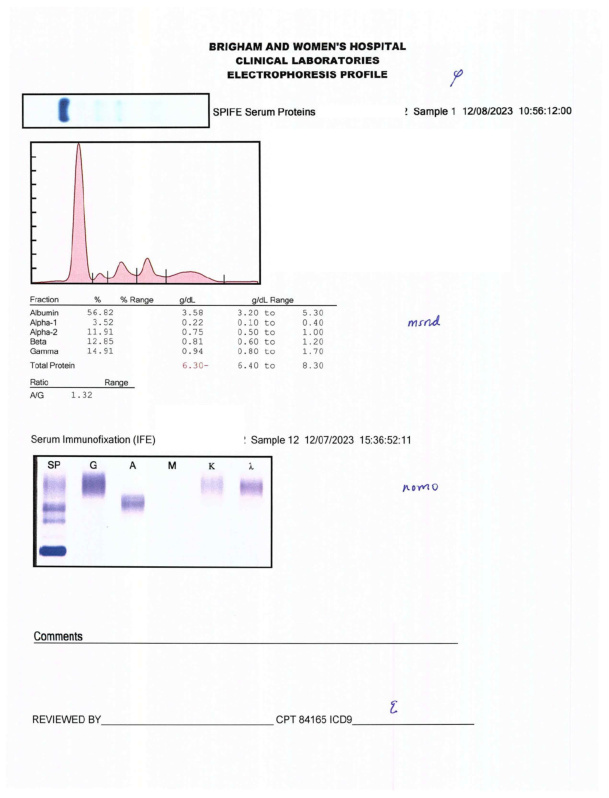 BRIGHAM AND WOMEN'S HOSPITAL
CLINICAL LABORATORIES
ELECTROPHORESIS PROFILE
φ
SPIFE Serum Proteins Sample 1 12/08/2023 10:56:12:00
Fraction % % Range g/dL g/dL Range
Albumin 56.82 3.58 3.20 to 5.30
Alpha-1 3.52 0.22 0.10 to 0.40
Alpha-2 11.91 0.75 0.50 to 1.00
Beta 12.85 0.81 0.60 to 1.20
Gamma 14.91 0.94 0.80 to 1.70
msnd
Total Protein 6.30- 6.40 to 8.30
Ratio Range
A/G 1.32
Serum Immunofixation (IFE) Sample 12 12/07/2023 15:36:52:11
SP G A M K λ
nomo
Comments
REVIEWED BY CPT 84165 ICD9